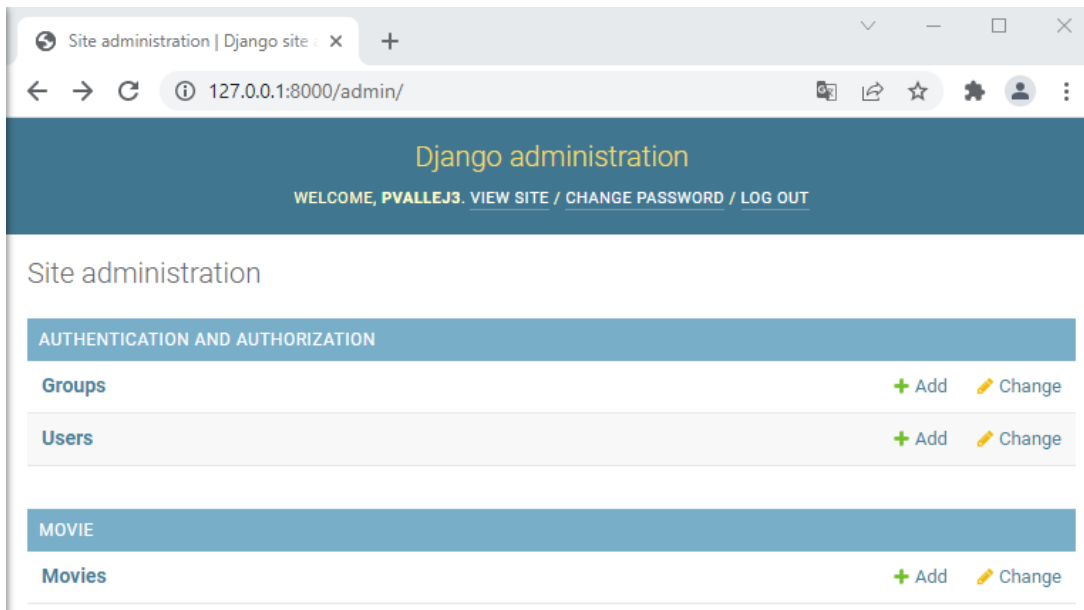 Site administration | Django site a
127.0.0.1:8000/admin/
Django administration
WELCOME, PVALLEJ3. VIEW SITE / CHANGE PASSWORD / LOG OUT
Site administration
AUTHENTICATION AND AUTHORIZATION
Groups Add Change
Users Add Change
MOVIE
Movies Add Change